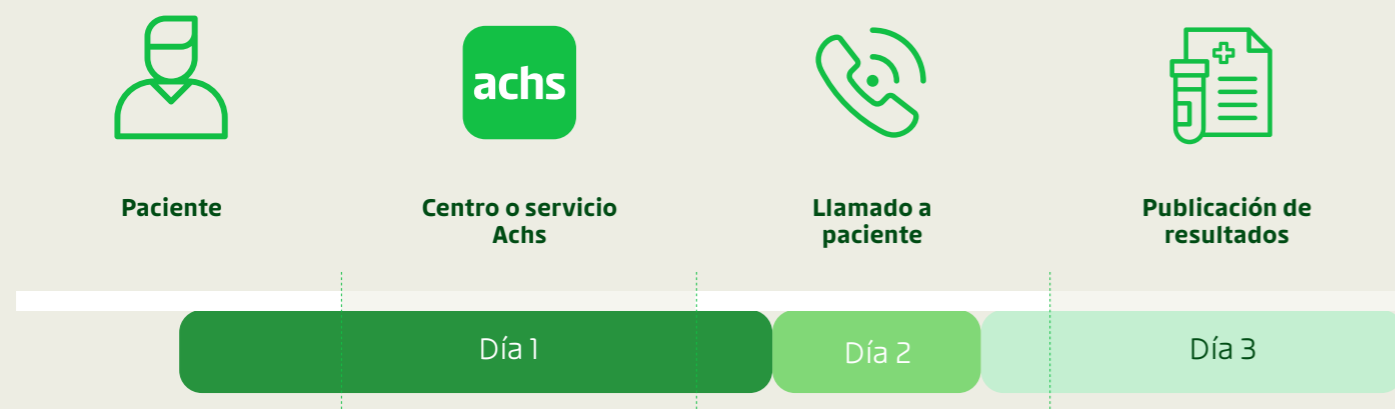 achs
Paciente
Centro o servicio
Achs
Llamado a
paciente
Publicación de
resultados
Día 1
Día 2
Día 3